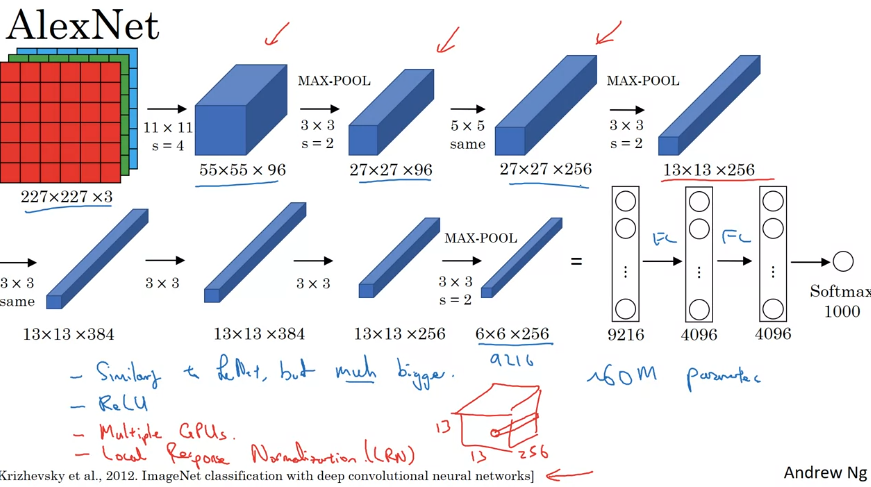 AlexNet
MAX-POOL
MAX-POOL
11 × 11
s = 4
3 × 3
s = 2
5 × 5
same
3 × 3
s = 2
227×227 ×3
55×55 × 96
27×27 ×96
27×27 ×256
13×13 ×256
MAX-POOL
FC
FC
3 × 3
same
3 × 3
3 × 3
3 × 3
s = 2
=
Softmax
1000
13×13 ×384
13×13 ×384
13×13 ×256
6×6 ×256
9216
4096
4096
9216
- Similar to LeNet, but much bigger.
~60M parameters
- ReLU
- Multiple GPUs.
- Local Response Normalization (LRN)
13
13
256
Krizhevsky et al., 2012. ImageNet classification with deep convolutional neural networks]
Andrew Ng